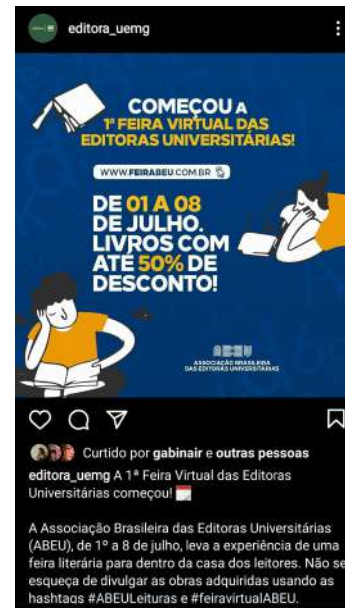 editora_uemg
COMEÇOU A
1ª FEIRA VIRTUAL DAS
EDITORAS UNIVERSITÁRIAS!
WWW.FEIRABEU.COM.BR
DE 01 A 08
DE JULHO.
LIVROS COM
ATÉ 50% DE
DESCONTO!
ABEU
ASSOCIAÇÃO BRASILEIRA
DAS EDITORAS UNIVERSITÁRIAS
Curtido por gabinair e outras pessoas
editora_uemg A 1ª Feira Virtual das Editoras
Universitárias começou!
A Associação Brasileira das Editoras Universitárias
(ABEU), de 1º a 8 de julho, leva a experiência de uma
feira literária para dentro da casa dos leitores. Não se
esqueça de divulgar as obras adquiridas usando as
hashtags #ABEULeituras e #feiravirtualABEU.